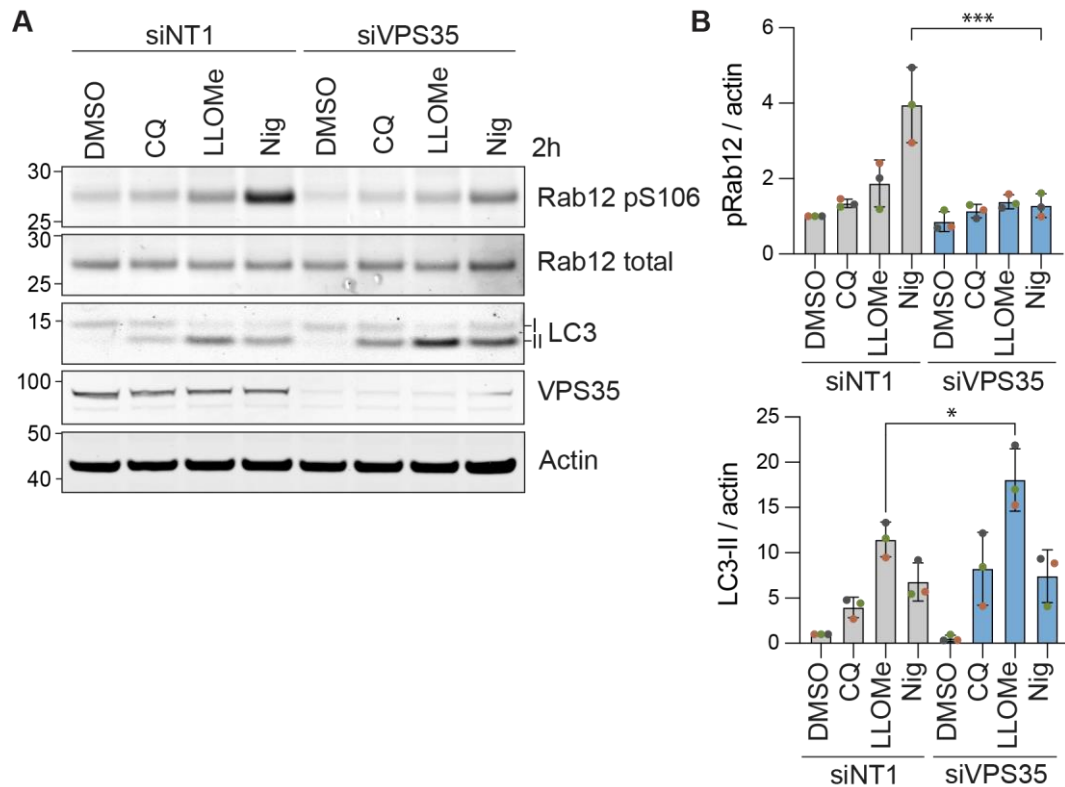 A
siNT1 siVPS35
DMSO CQ LLOMe Nig DMSO CQ LLOMe Nig 2h
30
25
Rab12 pS106
30
25
Rab12 total
15
I
II
LC3
100
VPS35
50
40
Actin
B
***
6
4
2
0
pRab12 / actin
DMSO CQ LLOMe Nig DMSO CQ LLOMe Nig
siNT1 siVPS35
*
25
20
15
10
5
0
LC3-II / actin
DMSO CQ LLOMe Nig DMSO CQ LLOMe Nig
siNT1 siVPS35